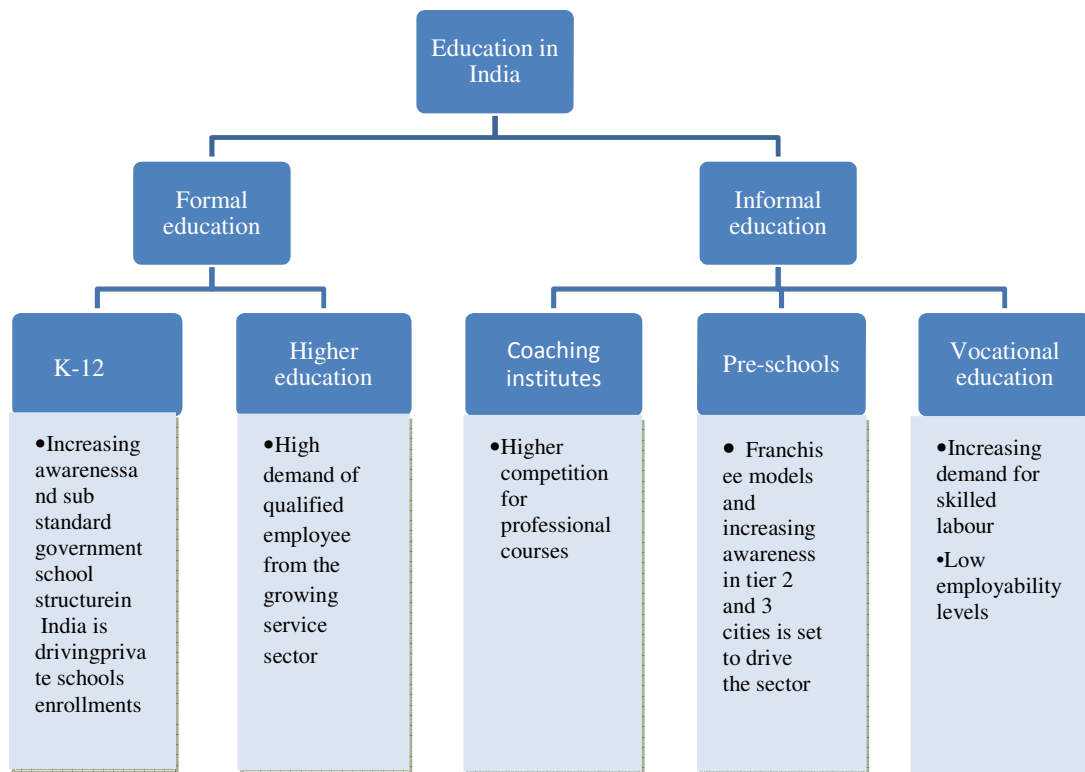 Education in
India
Formal
education
Informal
education
K-12
Higher
education
Coaching
institutes
Pre-schools
Vocational
education
•Increasing
awarenessa
nd sub
standard
government
school
structurein
India is
drivingpriva
te schools
enrollments
•High
demand of
qualified
employee
from the
growing
service
sector
•Higher
competition
for
professional
courses
• Franchis
ee models
and
increasing
awareness
in tier 2
and 3
cities is set
to drive
the sector
•Increasing
demand for
skilled
labour
•Low
employability
levels